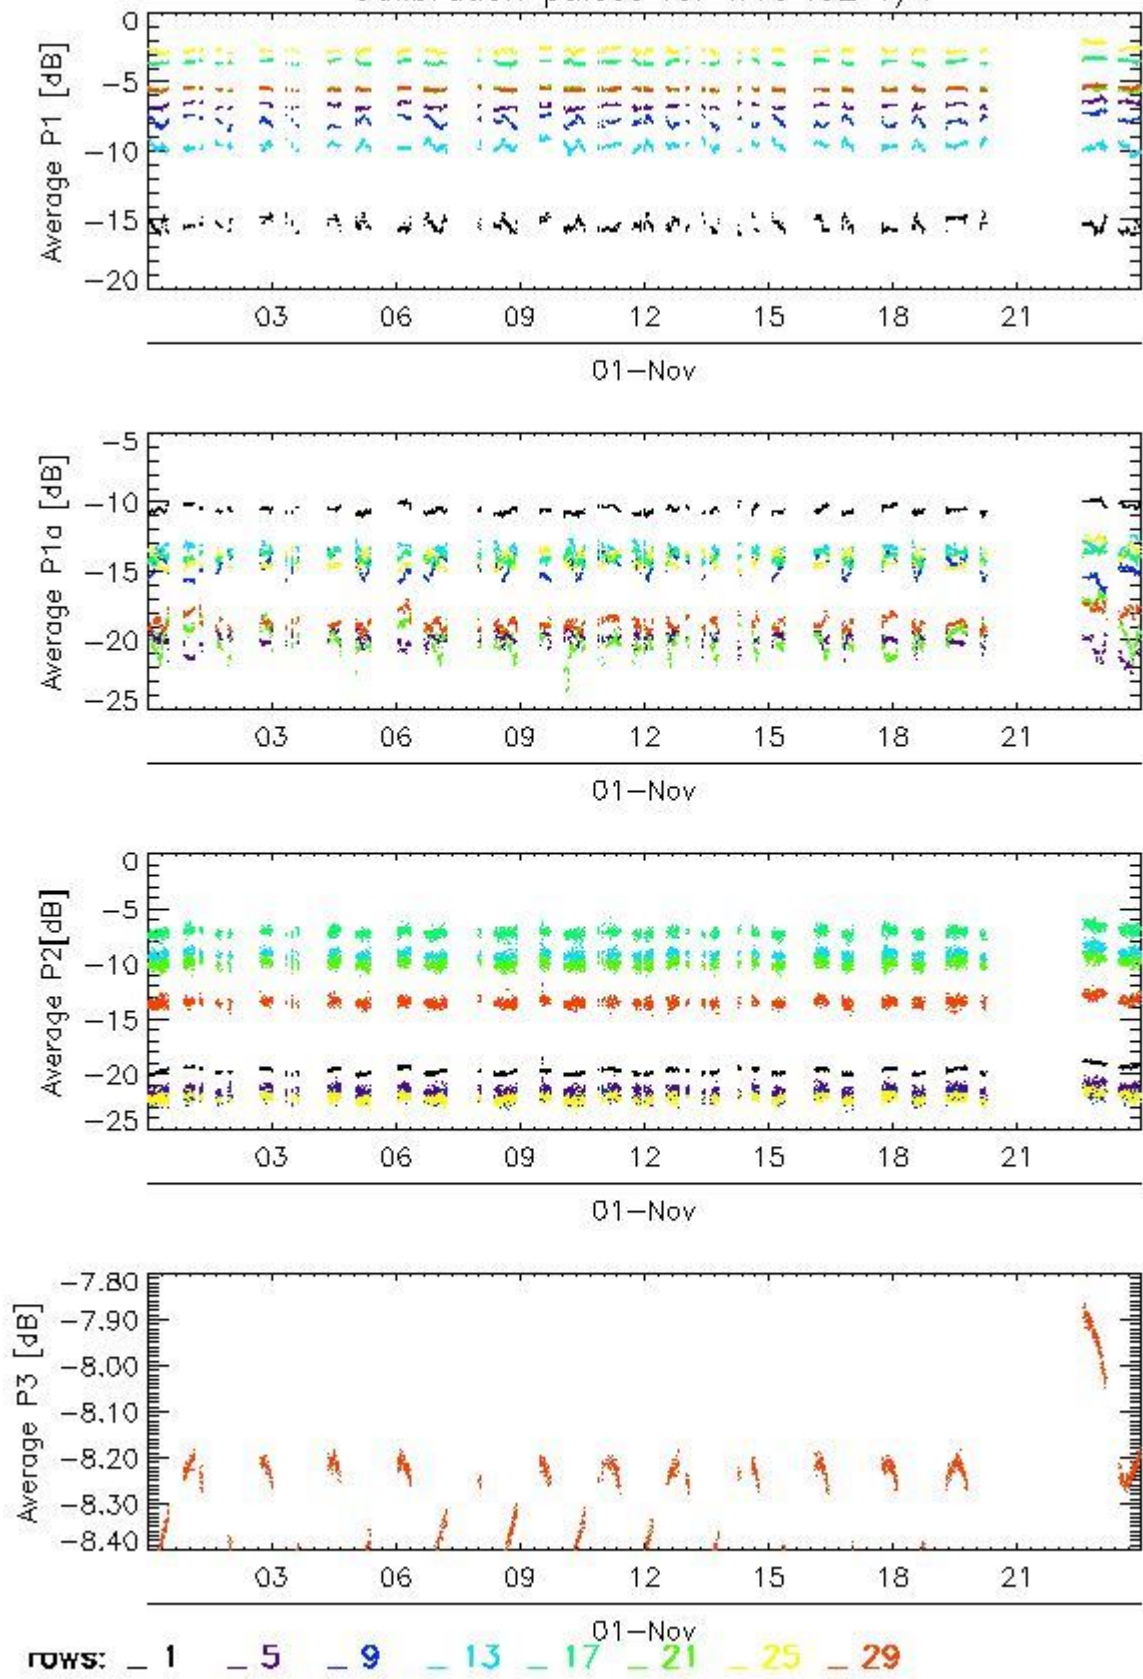 Average P1 [dB]
0
-5
-10
-15
-20
03 06 09 12 15 18 21
01-Nov
Average P1a [dB]
-5
-10
-15
-20
-25
03 06 09 12 15 18 21
01-Nov
Average P2[dB]
0
-5
-10
-15
-20
-25
03 06 09 12 15 18 21
01-Nov
Average P3 [dB]
-7.80
-7.90
-8.00
-8.10
-8.20
-8.30
-8.40
03 06 09 12 15 18 21
01-Nov
rows: _ 1 _ 5 _ 9 _ 13 _ 17 _ 21 _ 25 _ 29